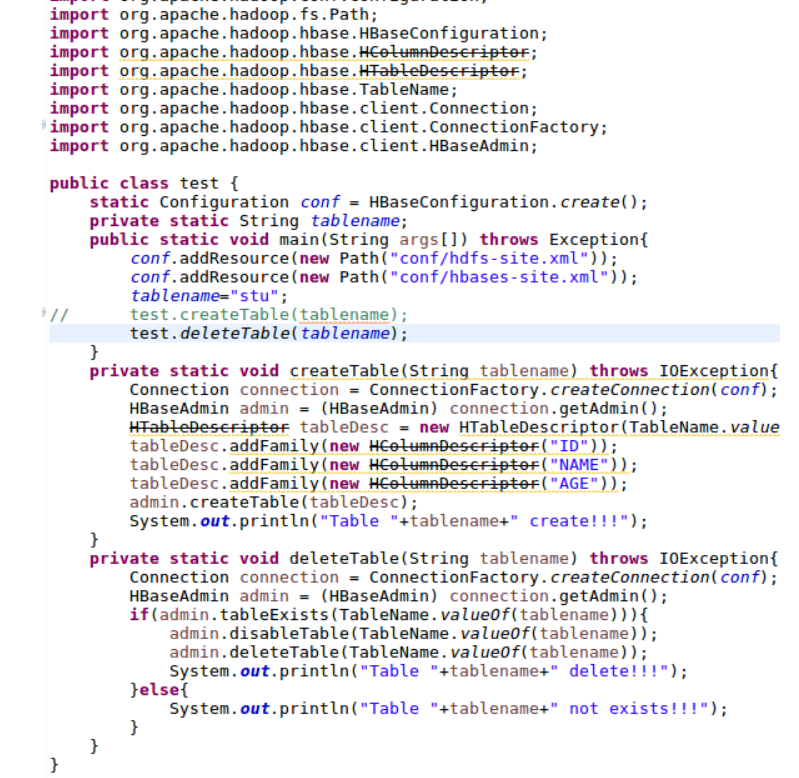 import org.apache.hadoop.fs.Path;
import org.apache.hadoop.hbase.HBaseConfiguration;
import org.apache.hadoop.hbase.HColumnDescriptor;
import org.apache.hadoop.hbase.HTableDescriptor;
import org.apache.hadoop.hbase.TableName;
import org.apache.hadoop.hbase.client.Connection;
import org.apache.hadoop.hbase.client.ConnectionFactory;
import org.apache.hadoop.hbase.client.HBaseAdmin;

public class test {
    static Configuration conf = HBaseConfiguration.create();
    private static String tablename;
    public static void main(String args[]) throws Exception{
        conf.addResource(new Path("conf/hdfs-site.xml"));
        conf.addResource(new Path("conf/hbases-site.xml"));
        tablename="stu";
//      test.createTable(tablename);
        test.deleteTable(tablename);
    }
    private static void createTable(String tablename) throws IOException{
        Connection connection = ConnectionFactory.createConnection(conf);
        HBaseAdmin admin = (HBaseAdmin) connection.getAdmin();
        HTableDescriptor tableDesc = new HTableDescriptor(TableName.value
        tableDesc.addFamily(new HColumnDescriptor("ID"));
        tableDesc.addFamily(new HColumnDescriptor("NAME"));
        tableDesc.addFamily(new HColumnDescriptor("AGE"));
        admin.createTable(tableDesc);
        System.out.println("Table "+tablename+" create!!!");
    }
    private static void deleteTable(String tablename) throws IOException{
        Connection connection = ConnectionFactory.createConnection(conf);
        HBaseAdmin admin = (HBaseAdmin) connection.getAdmin();
        if(admin.tableExists(TableName.valueOf(tablename))){
            admin.disableTable(TableName.valueOf(tablename));
            admin.deleteTable(TableName.valueOf(tablename));
            System.out.println("Table "+tablename+" delete!!!");
        }else{
            System.out.println("Table "+tablename+" not exists!!!");
        }
    }
}